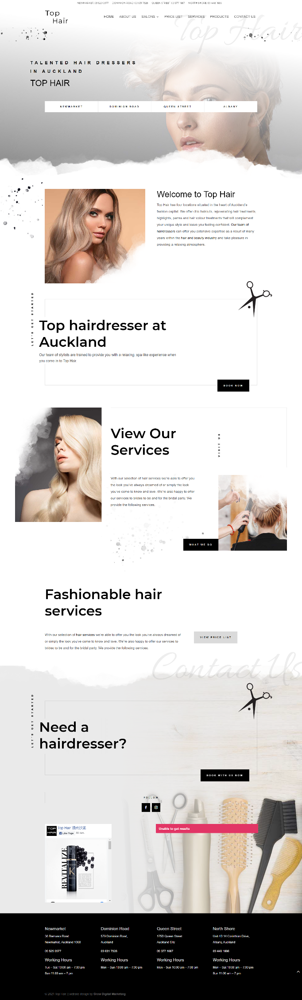 NEWMARKET: 09 529 0977 DOMINION ROAD: 09 631 7928 QUEEN STREET: 09 377 1667 NORTH SHORE: 09 448 1666
Top
Hair
HOME ABOUT US SALONS PRICE LIST SERVICES PRODUCTS CONTACT US
Top Hair
TALENTED HAIR DRESSERS
IN AUCKLAND
TOP HAIR
NEWMARKET DOMINION ROAD QUEEN STREET ALBANY
Welcome to Top Hair
Top Hair has four locations situated in the heart of Auckland's
fashion capital. We offer chic haircuts, rejuvenating hair treatments,
highlights, perms and hair colour treatments that will complement
your unique style and leave you feeling confident. Our team of
hairdressers can offer you extensive expertise as a result of many
years within the hair and beauty industry and take pleasure in
providing a relaxing atmosphere.
LET'S GET STARTED
Top hairdresser at
Auckland
Our team of stylists are trained to provide you with a relaxing, spa-like experience when
you come in to Top Hair.
BOOK NOW
View Our
Services
VISIT US
With our selection of hair services we're able to offer you
the look you've always dreamed of or simply the look
you've come to know and love. We're also happy to offer
our services to brides to be and for the bridal party. We
provide the following services.
WHAT WE DO
Fashionable hair
services
With our selection of hair services we're able to offer you the look you've always dreamed of
or simply the look you've come to know and love. We're also happy to offer our services to
brides to be and for the bridal party. We provide the following services.
VIEW PRICE LIST
Contact Us
LET'S GET STARTED
Need a
hairdresser?
BOOK WITH US NOW
FOLLOW
TOP
HAIR
Top Hair 顶点沙龙
Like Page 56 likes
REVITALIZE
K
Unable to get results
Newmarket
38 Remuera Road
Newmarket, Auckland 1050
09 529 0977
Working Hours
Tue – Sat 10:00 am – 7:00 pm
Sun 11:00 am – 7 pm
Dominion Road
579 Dominion Road,
Auckland
09 631 7928
Working Hours
Mon – Sun 10:00 am – 7:00 pm
Queen Street
175B Queen Street
Auckland City
09 377 1667
Working Hours
Mon – Sun 10:00 am – 7:00 pm
North Shore
Unit 4B 14 Corinthian Drive,
Albany, Auckland
09 448 1666
Working Hours
Mon – Sat 10:00 am – 7:00 pm
Sun 11:00 am – 7 pm
© 2021 Top Hair. | website design by Grow Digital Marketing